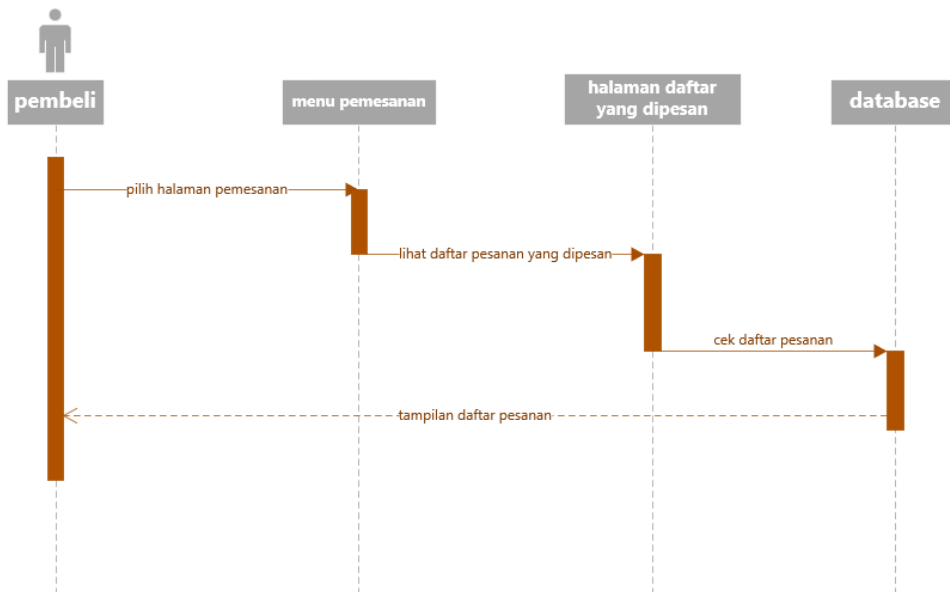 pembeli
menu pemesanan
halaman daftar
yang dipesan
database
pilih halaman pemesanan
lihat daftar pesanan yang dipesan
cek daftar pesanan
tampilan daftar pesanan